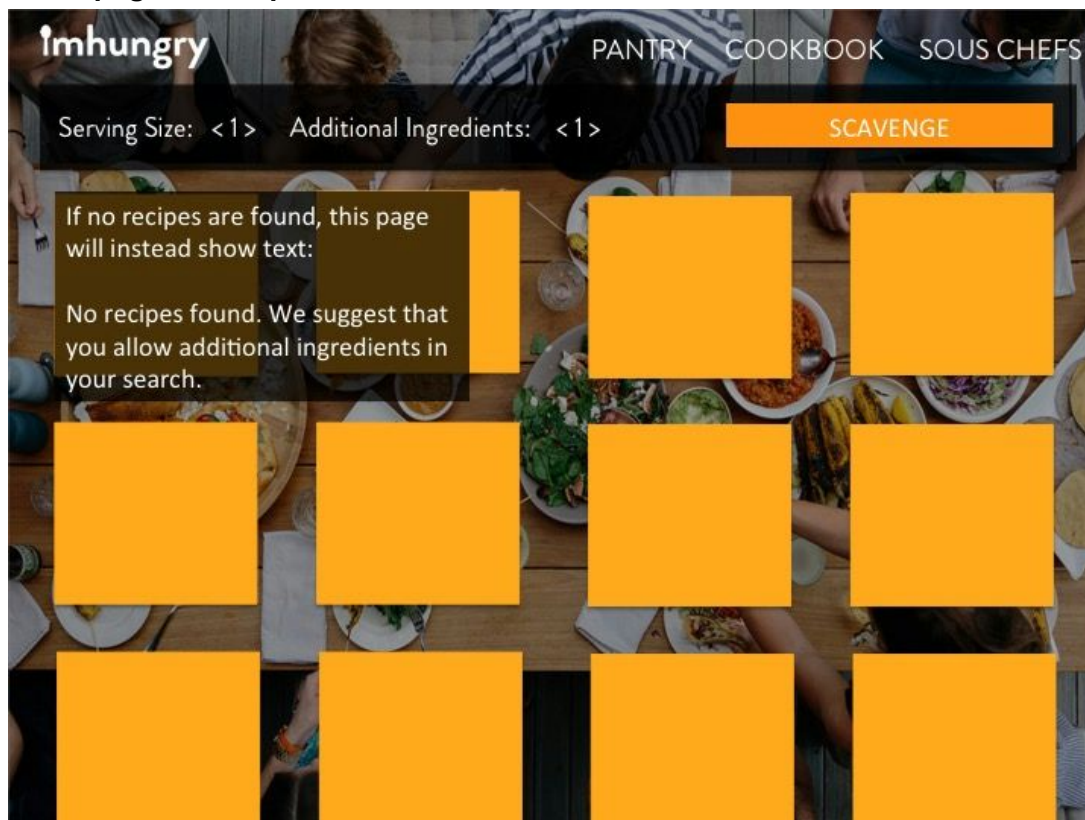 imhungry
PANTRY COOKBOOK SOUS CHEFS
Serving Size: <1> Additional Ingredients: <1> SCAVENGE
If no recipes are found, this page
will instead show text:
No recipes found. We suggest that
you allow additional ingredients in
your search.